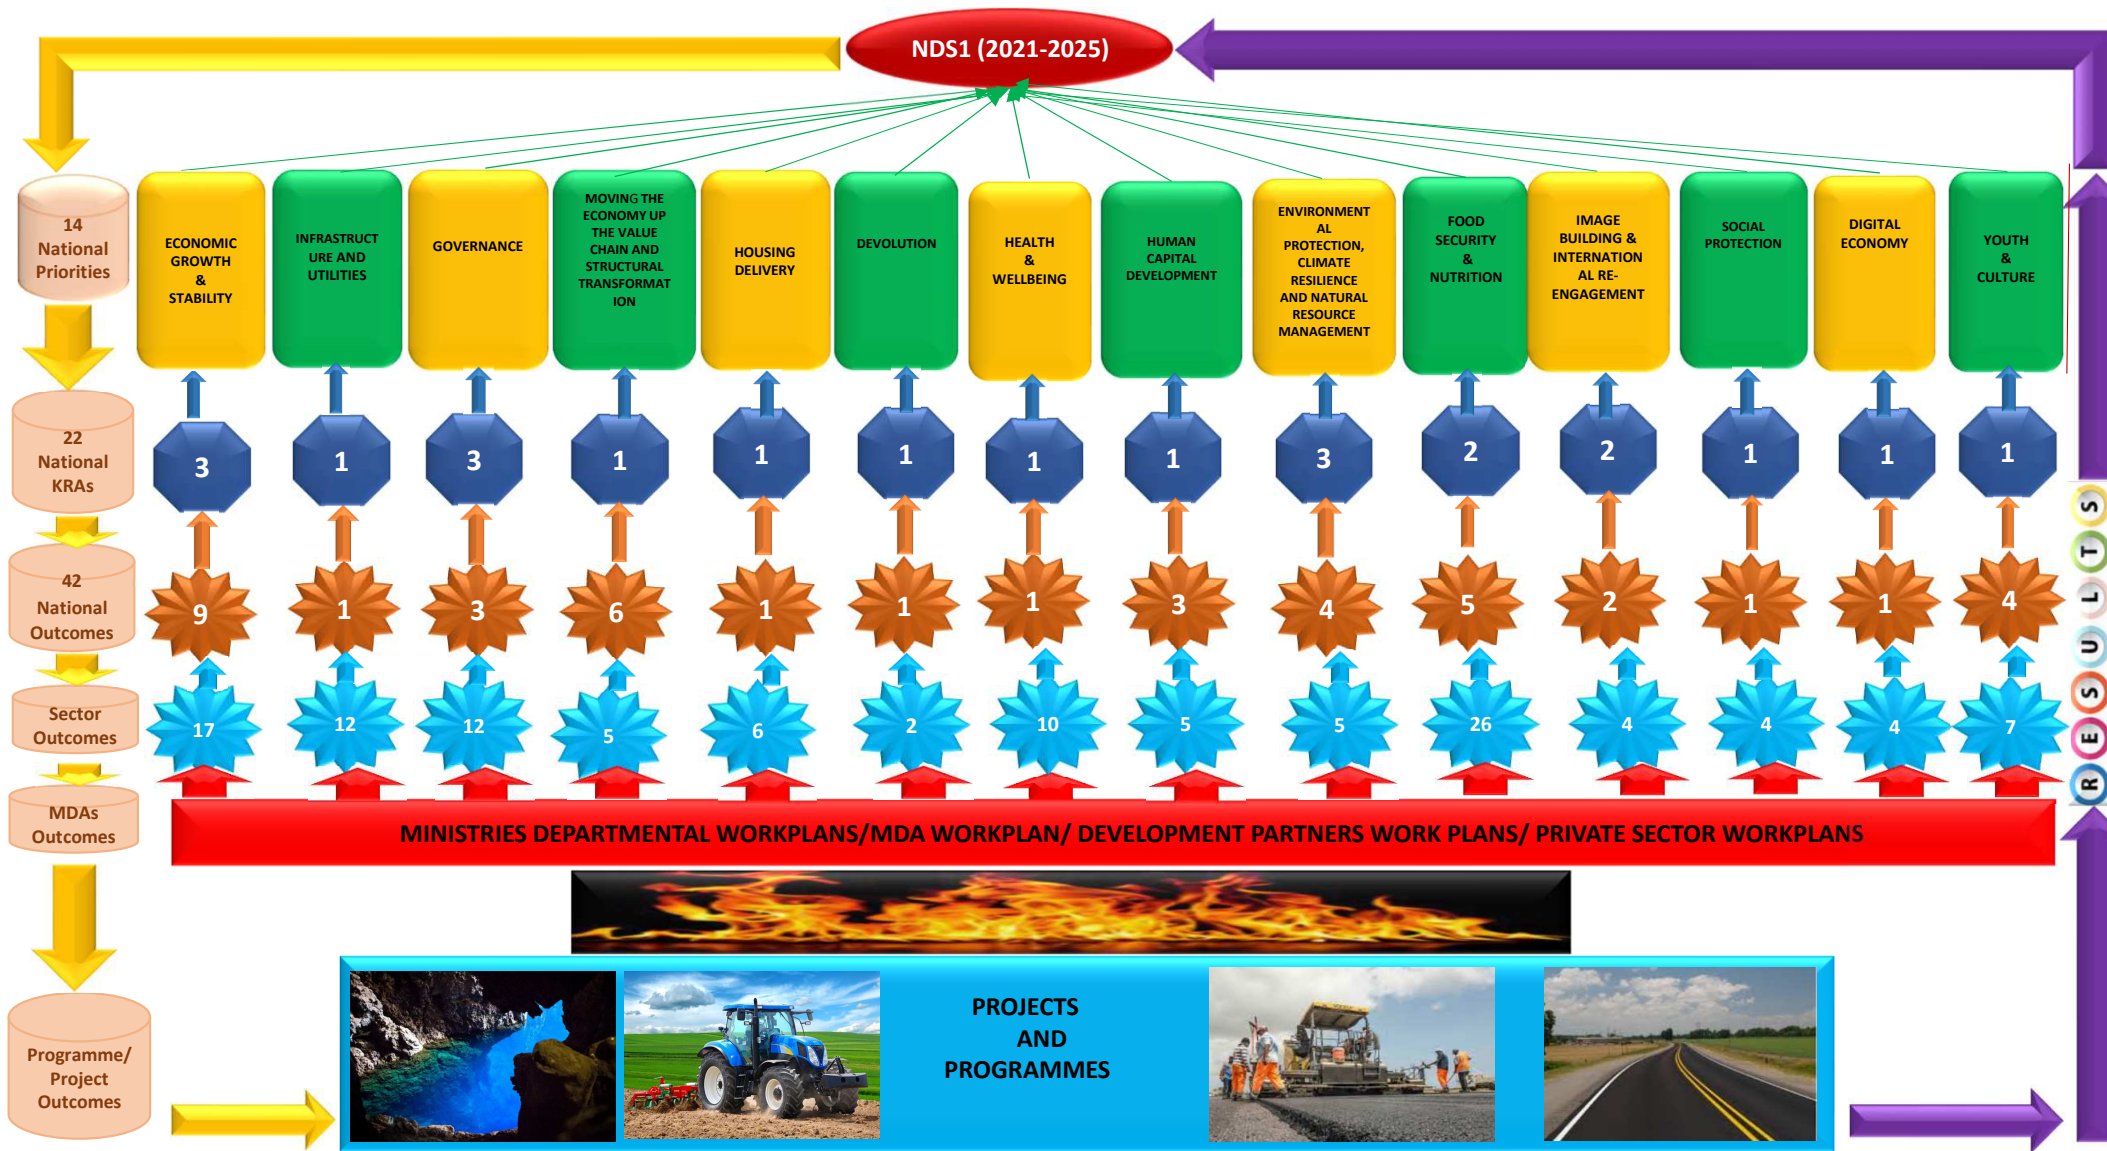 NDS1 (2021-2025)
14
National
Priorities
ECONOMIC
GROWTH
&
STABILITY
INFRASTRUCT
URE AND
UTILITIES
GOVERNANCE
MOVING THE
ECONOMY UP
THE VALUE
CHAIN AND
STRUCTURAL
TRANSFORMAT
ION
HOUSING
DELIVERY
DEVOLUTION
HEALTH
&
WELLBEING
HUMAN
CAPITAL
DEVELOPMENT
ENVIRONMENT
AL
PROTECTION,
CLIMATE
RESILIENCE
AND NATURAL
RESOURCE
MANAGEMENT
FOOD
SECURITY
&
NUTRITION
IMAGE
BUILDING &
INTERNATION
AL RE-
ENGAGEMENT
SOCIAL
PROTECTION
DIGITAL
ECONOMY
YOUTH
&
CULTURE
22
National
KRAs
3 1 3 1 1 1 1 1 3 2 2 1 1 1
42
National
Outcomes
9 1 3 6 1 1 1 3 4 5 2 1 1 4
Sector
Outcomes
17 12 12 5 6 2 10 5 5 26 4 4 4 7
MDAs
Outcomes
MINISTRIES DEPARTMENTAL WORKPLANS/MDA WORKPLAN/ DEVELOPMENT PARTNERS WORK PLANS/ PRIVATE SECTOR WORKPLANS
Programme/
Project
Outcomes
PROJECTS
AND
PROGRAMMES
RESULTS